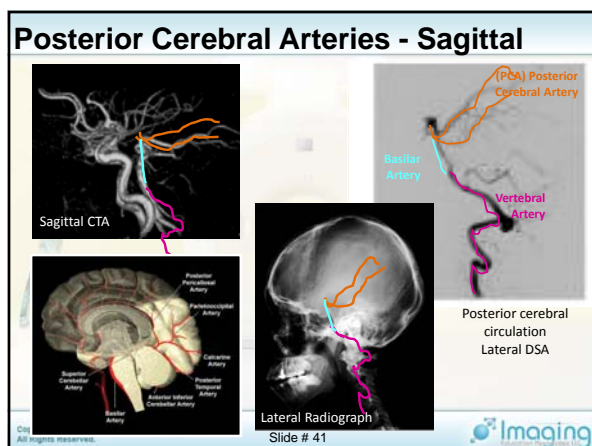 Posterior Cerebral Arteries - Sagittal
Sagittal CTA
(PCA) Posterior
Cerebral Artery
Basilar
Artery
Vertebral
Artery
Posterior
Pericallosal
Artery
Parietooccipital
Artery
Calcarine
Artery
Posterior
Temporal
Artery
Superior
Cerebellar
Artery
Anterior Inferior
Cerebellar Artery
Basilar
Artery
Lateral Radiograph
Posterior cerebral
circulation
Lateral DSA
All Rights Reserved.
Slide # 41
Imaging